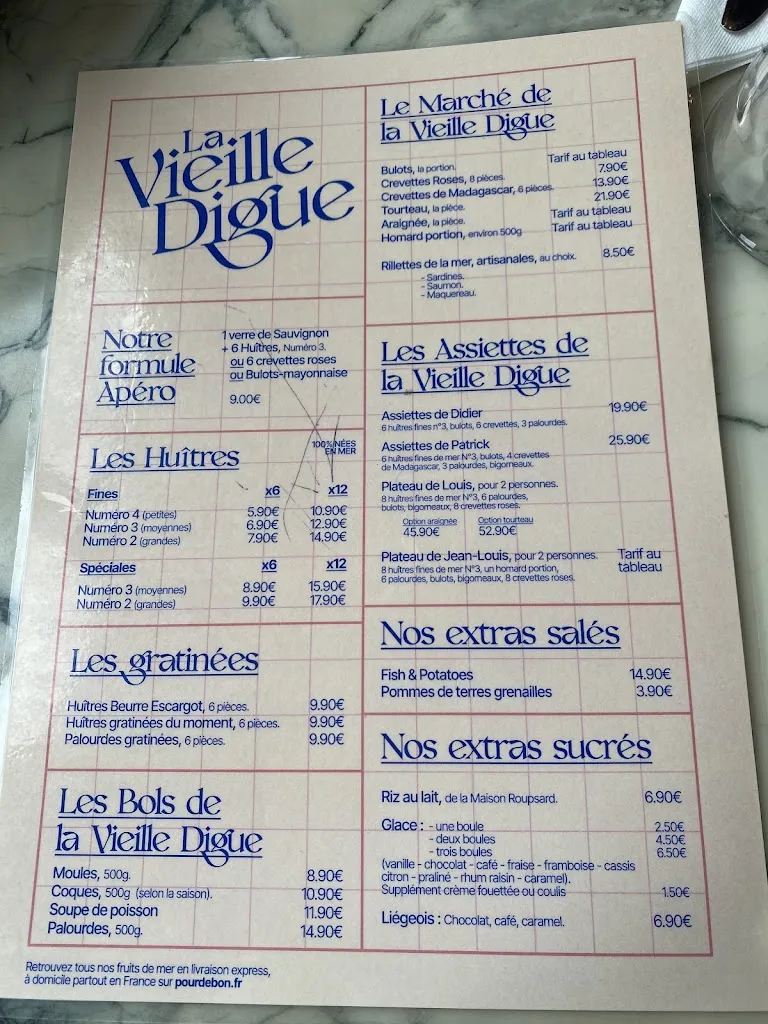 La
Vieille
Digue
Notre
formule
Apéro
1 verre de Sauvignon
+ 6 Huîtres, Numéro 3.
ou 6 crevettes roses
ou Bulots-mayonnaise
9.00€
Les Huîtres
100% NÉES
EN MER
Fines x6 x12
Numéro 4 (petites) 5.90€ 10.90€
Numéro 3 (moyennes) 6.90€ 12.90€
Numéro 2 (grandes) 7.90€ 14.90€
Spéciales x6 x12
Numéro 3 (moyennes) 8.90€ 15.90€
Numéro 2 (grandes) 9.90€ 17.90€
Les gratinées
Huîtres Beurre Escargot, 6 pièces. 9.90€
Huîtres gratinées du moment, 6 pièces. 9.90€
Palourdes gratinées, 6 pièces. 9.90€
Les Bols de
la Vieille Digue
Moules, 500g. 8.90€
Coques, 500g (selon la saison). 10.90€
Soupe de poisson 11.90€
Palourdes, 500g. 14.90€
Le Marché de
la Vieille Digue
Bulots, la portion. Tarif au tableau
Crevettes Roses, 8 pièces. 7.90€
Crevettes de Madagascar, 6 pièces. 13.90€
Tourteau, la pièce. 21.90€
Araignée, la pièce. Tarif au tableau
Homard portion, environ 500g Tarif au tableau
Rillettes de la mer, artisanales, au choix. 8.50€
- Sardines.
- Saumon.
- Maquereau.
Les Assiettes de
la Vieille Digue
Assiettes de Didier 19.90€
6 huîtres fines n°3, bulots, 6 crevettes, 3 palourdes.
Assiettes de Patrick 25.90€
6 huîtres fines de mer N°3, bulots, 4 crevettes
de Madagascar, 3 palourdes, bigorneaux.
Plateau de Louis, pour 2 personnes.
8 huîtres fines de mer N°3, 6 palourdes,
bulots, bigorneaux, 8 crevettes roses.
Option araignée Option tourteau
45.90€ 52.90€
Plateau de Jean-Louis, pour 2 personnes. Tarif au
tableau
8 huîtres fines de mer N°3, un homard portion,
6 palourdes, bulots, bigorneaux, 8 crevettes roses.
Nos extras salés
Fish & Potatoes 14.90€
Pommes de terres grenailles 3.90€
Nos extras sucrés
Riz au lait, de la Maison Roupsard. 6.90€
Glace : - une boule 2.50€
- deux boules 4.50€
- trois boules 6.50€
(vanille - chocolat - café - fraise - framboise - cassis
citron - praliné - rhum raisin - caramel).
Supplément crème fouettée ou coulis 1.50€
Liégeois : Chocolat, café, caramel. 6.90€
Retrouvez tous nos fruits de mer en livraison express,
à domicile partout en France sur pourdebon.fr